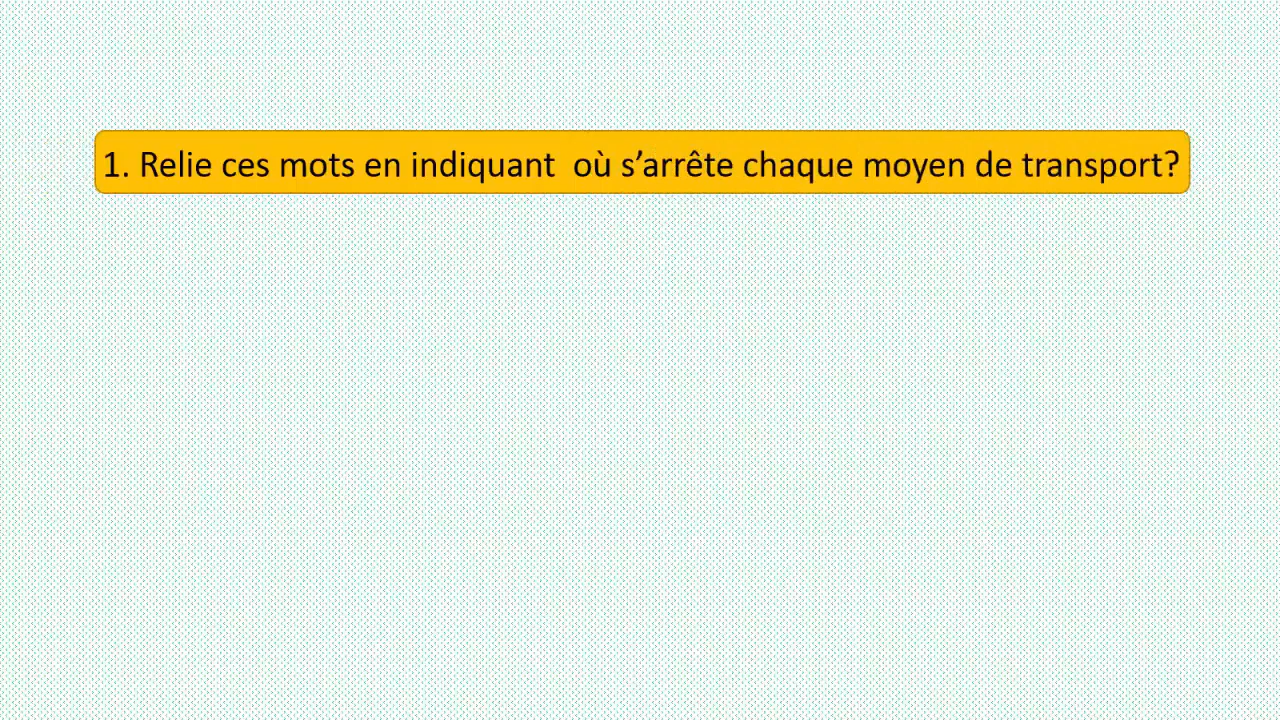 1. Relie ces mots en indiquant  où s’arrête chaque moyen de transport?